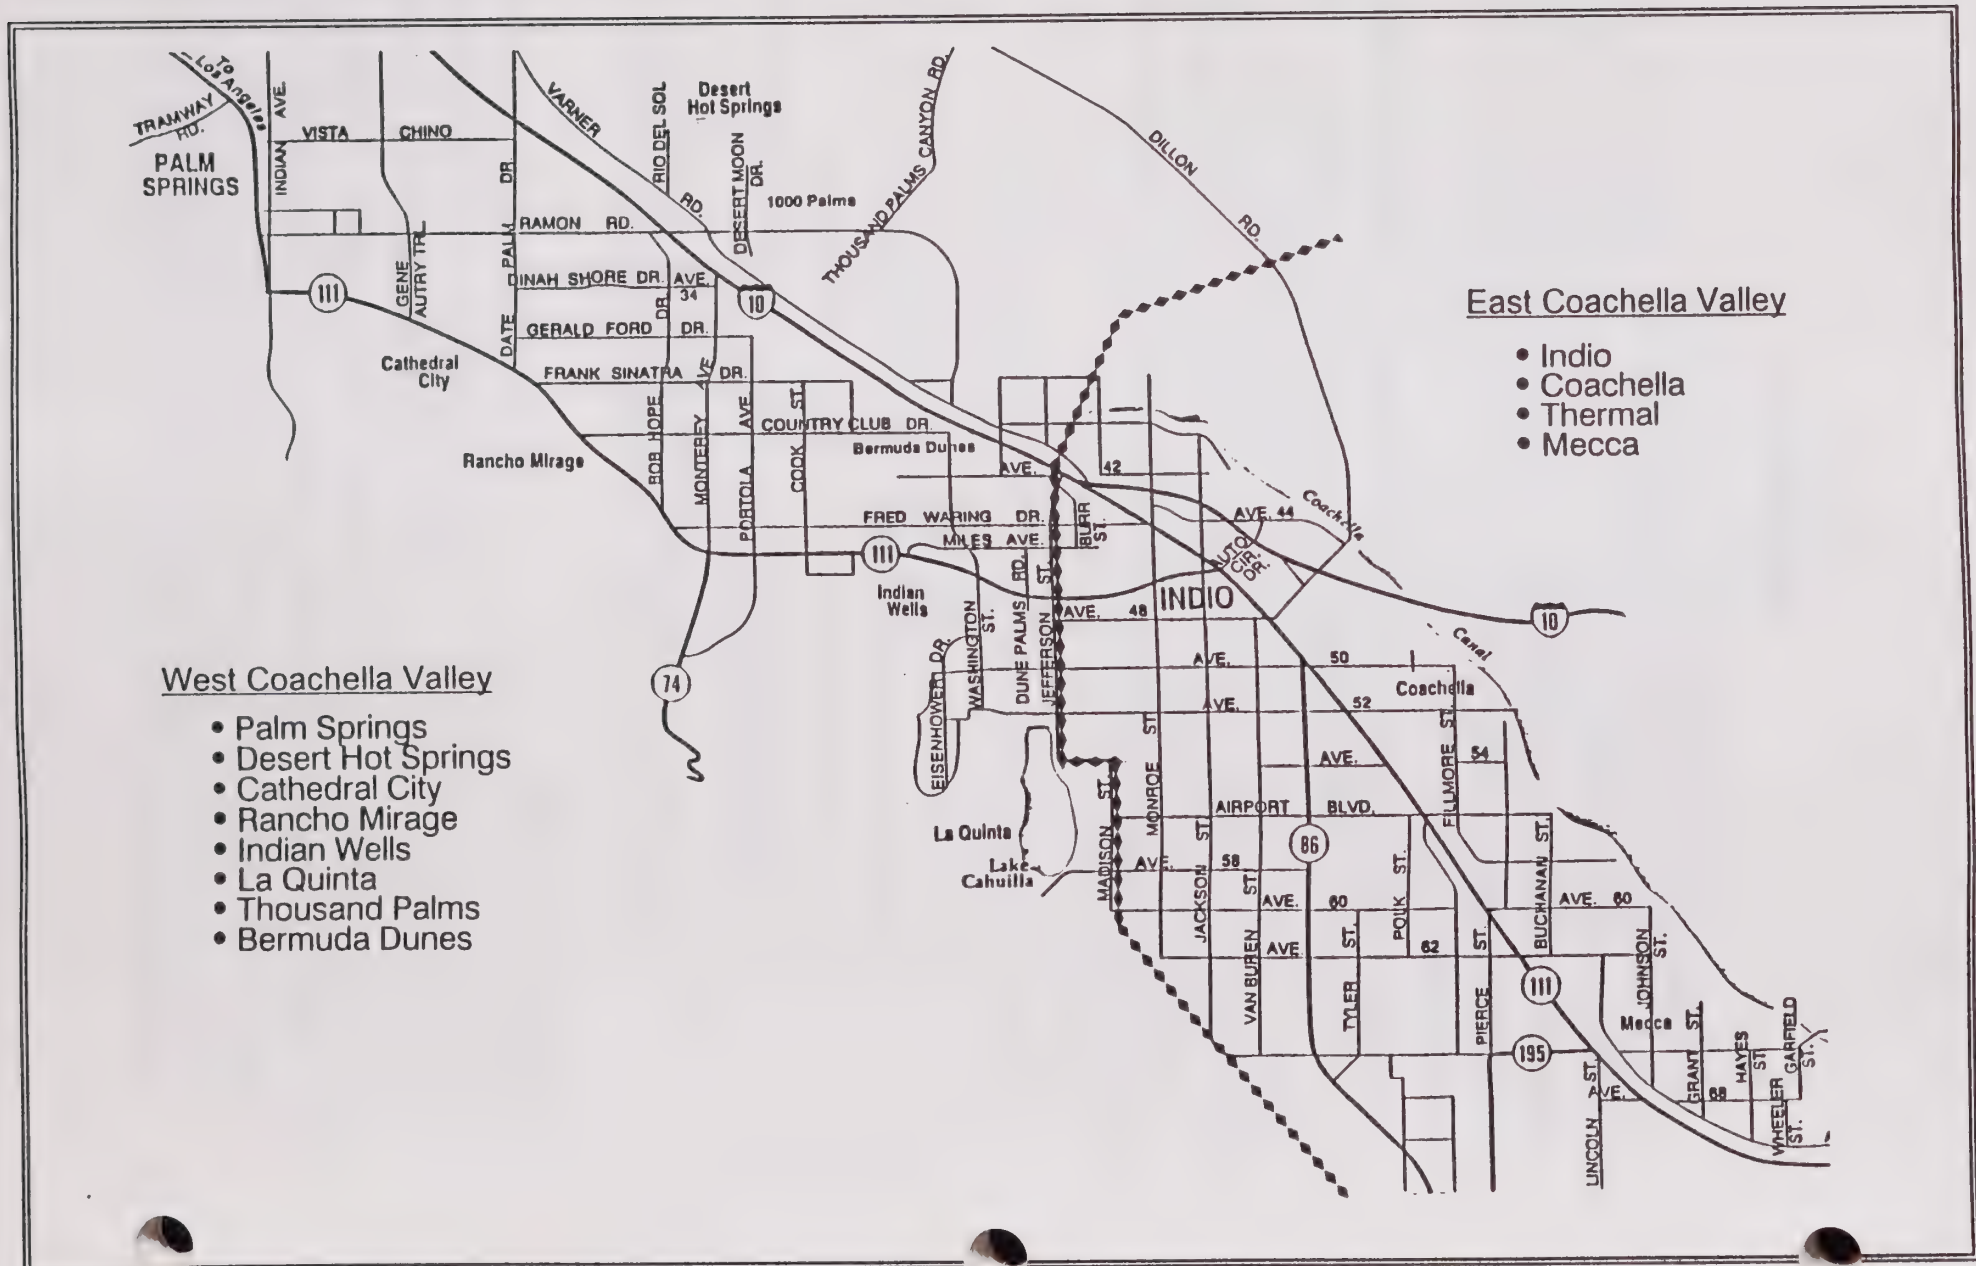 To
Los Angeles
TRAMWAY
RD.
PALM
SPRINGS
INDIAN AVE.
VISTA CHINO
GENE
AUTRY TRL.
DATE PALM DR.
VARNER RD.
RIO DEL SOL
Desert
Hot Springs
DESERT MOON
DR.
1000 Palms
THOUSAND PALMS CANYON RD.
DILLON RD.
RAMON RD.
DINAH SHORE DR.
AVE.
34
10
111
GERALD FORD DR.
Cathedral
City
FRANK SINATRA DR.
BOB HOPE DR.
MONTEREY AVE
PORTOLA AVE.
COOK ST.
COUNTRY CLUB DR.
Bermuda Dunes
Rancho Mirage
AVE. 42
FRED WARING DR.
BURR
ST.
AVE. 44
Coachella
Canal
MILES AVE.
111
AUTO
CIR.
DR.
Indian
Wells
INDIO
10
AVE. 48
WASHINGTON
ST.
DUNE PALMS RD.
JEFFERSON ST.
EISENHOWER DR.
74
AVE. 50
Coachella
AVE. 52
AVE. 54
AIRPORT BLVD.
La Quinta
Lake
Cahuilla
MADISON ST.
MONROE ST.
JACKSON ST.
VAN BUREN ST.
86
AVE. 58
AVE. 60
AVE. 60
AVE 62
TYLER ST.
POLK ST.
FILLMORE ST.
PIERCE ST.
BUCHANAN ST.
JOHNSON
ST.
111
195
Mecca
LINCOLN ST.
AVE. 68
GRANT ST.
HAYES
ST.
WHEELER
ST.
GARFIELD
ST.
East Coachella Valley
• Indio
• Coachella
• Thermal
• Mecca
West Coachella Valley
• Palm Springs
• Desert Hot Springs
• Cathedral City
• Rancho Mirage
• Indian Wells
• La Quinta
• Thousand Palms
• Bermuda Dunes